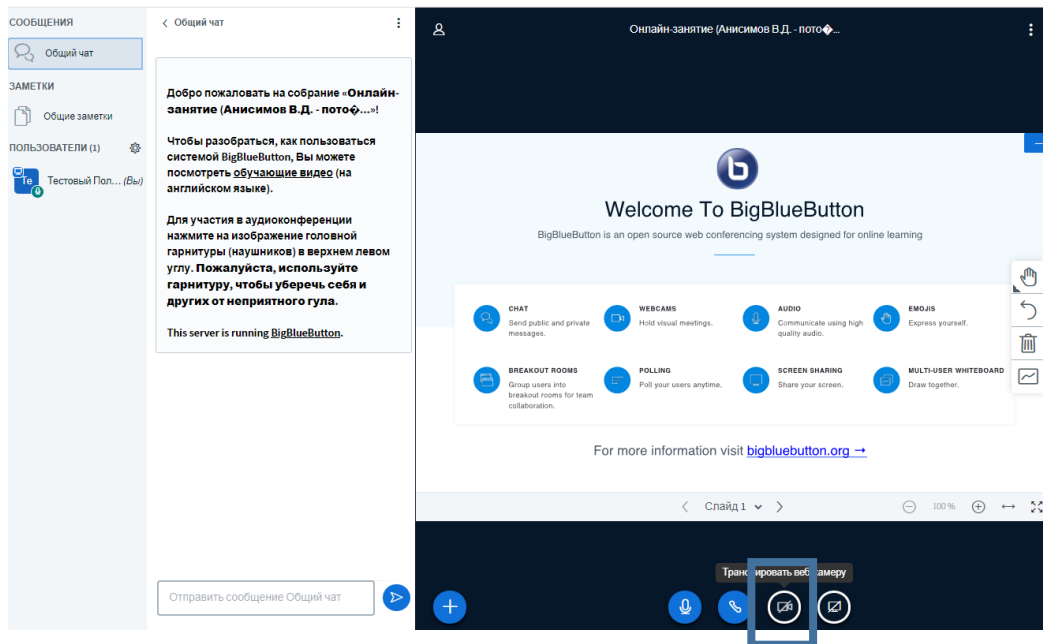 СООБЩЕНИЯ
Общий чат
ЗАМЕТКИ
Общие заметки
ПОЛЬЗОВАТЕЛИ (1)
Te
Тестовый Пол... (Вы)
Общий чат
Добро пожаловать на собрание «Онлайн-
занятие (Анисимов В.Д. - пото�...»!
Чтобы разобраться, как пользоваться
системой BigBlueButton, Вы можете
посмотреть обучающие видео (на
английском языке).
Для участия в аудиоконференции
нажмите на изображение головной
гарнитуры (наушников) в верхнем левом
углу. Пожалуйста, используйте
гарнитуру, чтобы уберечь себя и
других от неприятного гула.
This server is running BigBlueButton.
Отправить сообщение Общий чат
Онлайн-занятие (Анисимов В.Д. - пото�...
b
Welcome To BigBlueButton
BigBlueButton is an open source web conferencing system designed for online learning
CHAT
Send public and private
messages.
WEBCAMS
Hold visual meetings.
AUDIO
Communicate using high
quality audio.
EMOJIS
Express yourself.
BREAKOUT ROOMS
Group users into
breakout rooms for team
collaboration.
POLLING
Poll your users anytime.
SCREEN SHARING
Share your screen.
MULTI-USER WHITEBOARD
Draw together.
For more information visit bigbluebutton.org →
Слайд 1
100%
Транслировать веб-камеру